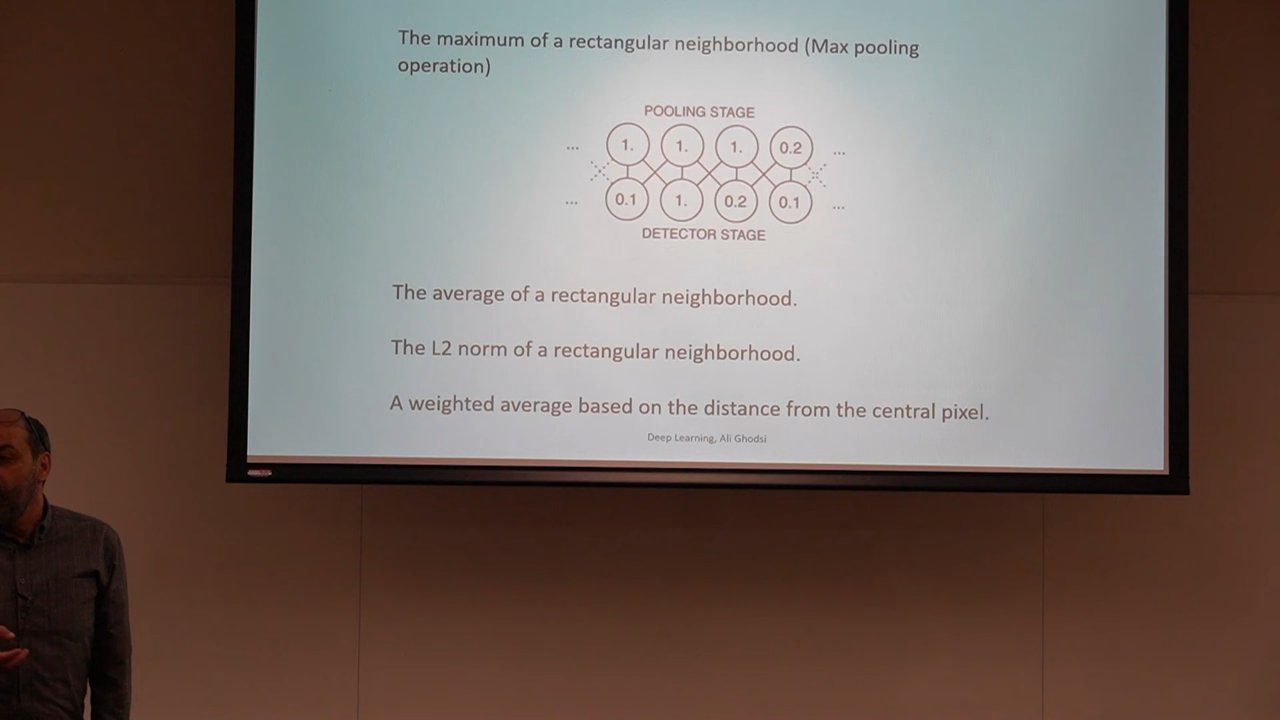 The maximum of a rectangular neighborhood (Max pooling
operation)
POOLING STAGE
... 1. 1. 1. 0.2 ...
... 0.1 1. 0.2 0.1 ...
DETECTOR STAGE
The average of a rectangular neighborhood.
The L2 norm of a rectangular neighborhood.
A weighted average based on the distance from the central pixel.
Deep Learning, Ali Ghodsi